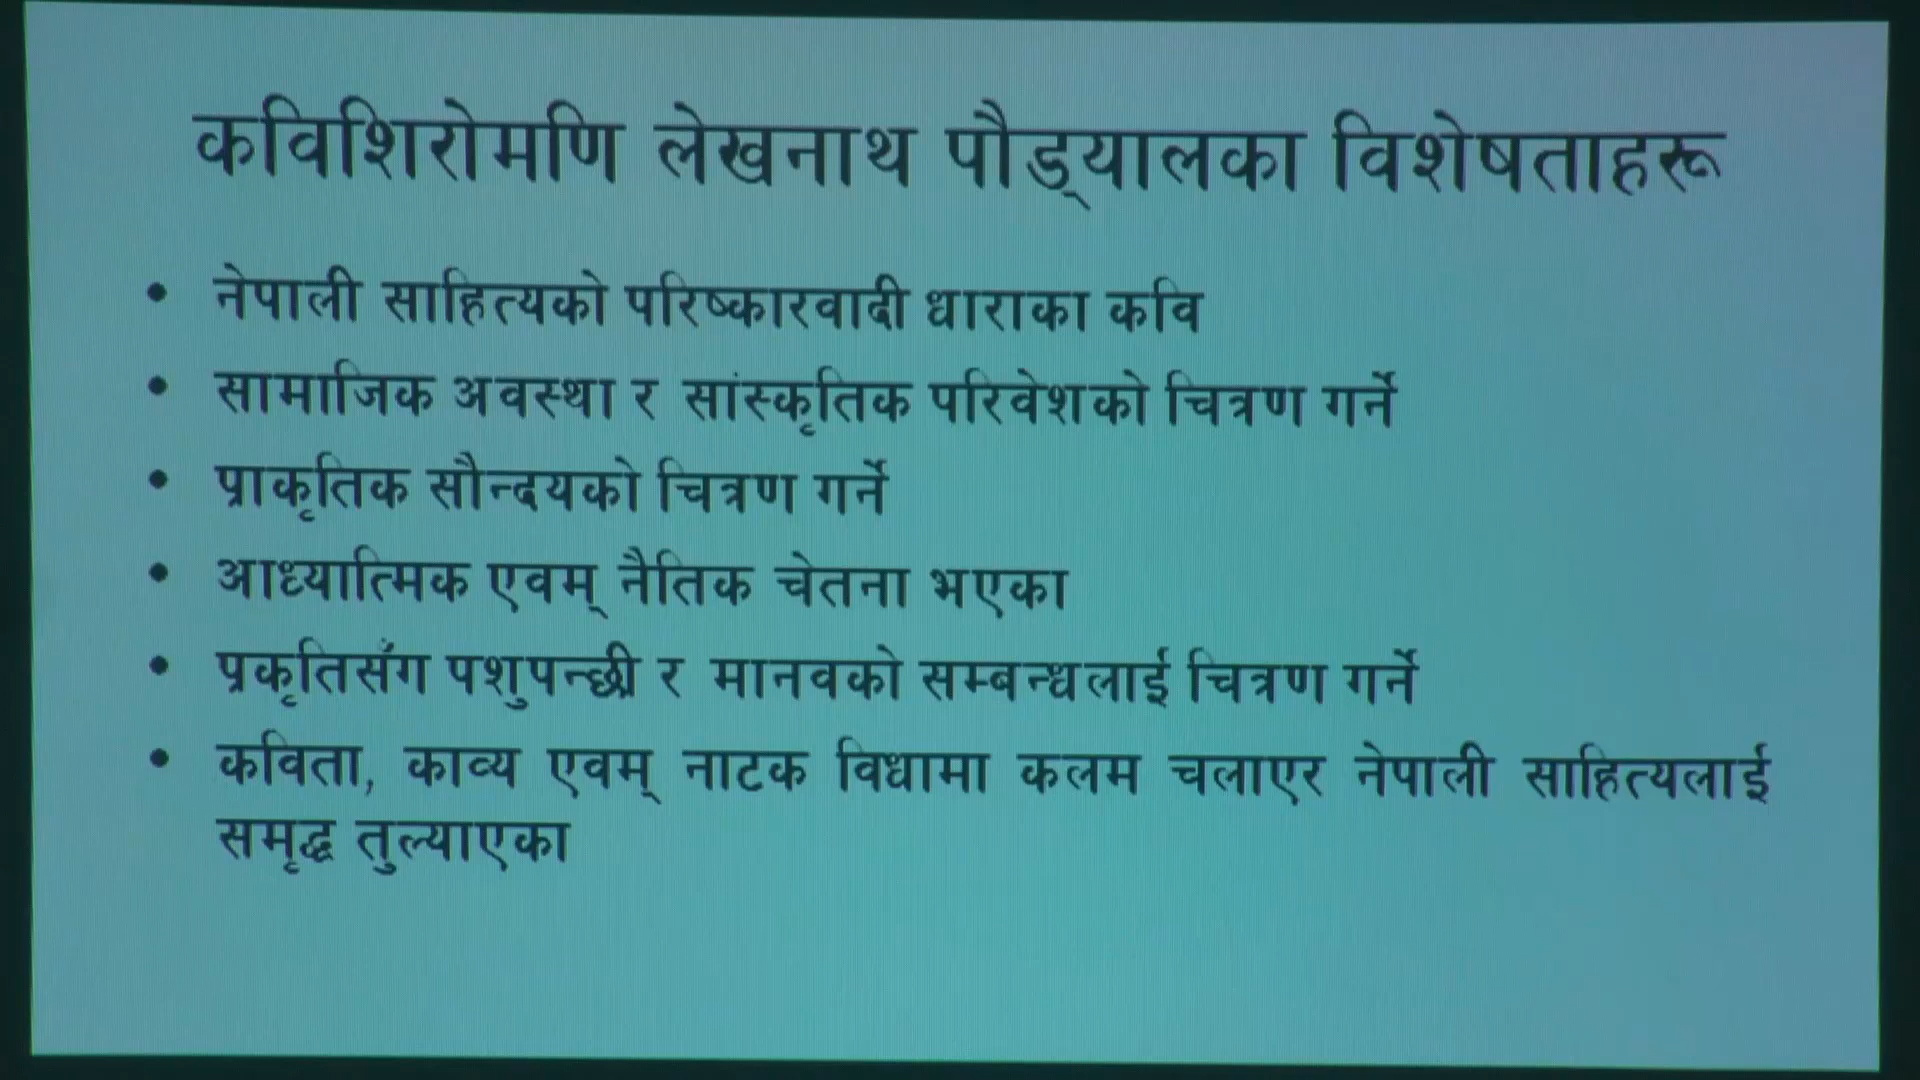 कविशिरोमणि लेखनाथ पौड्यालका विशेषताहरू
• नेपाली साहित्यको परिष्कारवादी धाराका कवि
• सामाजिक अवस्था र सांस्कृतिक परिवेशको चित्रण गर्ने
• प्राकृतिक सौन्दयको चित्रण गर्ने
• आध्यात्मिक एवम् नैतिक चेतना भएका
• प्रकृतिसँग पशुपन्छी र मानवको सम्बन्धलाई चित्रण गर्ने
• कविता, काव्य एवम् नाटक विधामा कलम चलाएर नेपाली साहित्यलाई
समृद्ध तुल्याएका